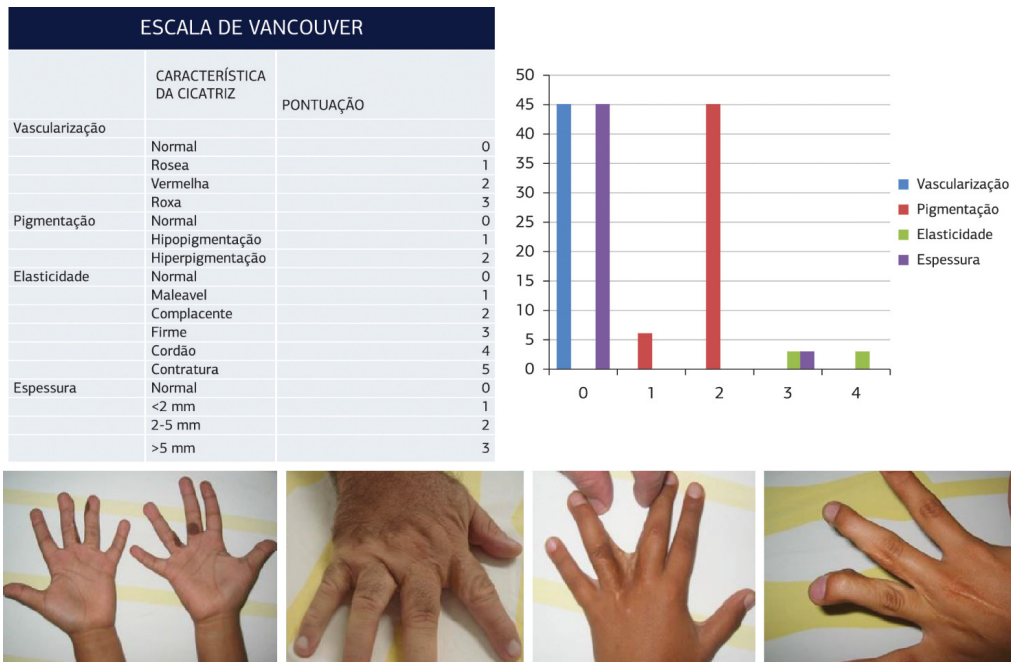 ESCALA DE VANCOUVER
CARACTERÍSTICA
DA CICATRIZ
PONTUAÇÃO
Vascularização
Normal 0
Rosea 1
Vermelha 2
Roxa 3
Pigmentação Normal 0
Hipopigmentação 1
Hiperpigmentação 2
Elasticidade Normal 0
Maleavel 1
Complacente 2
Firme 3
Cordão 4
Contratura 5
Espessura Normal 0
<2 mm 1
2-5 mm 2
>5 mm 3
50
45
40
35
30
25
20
15
10
5
0
0 1 2 3 4
Vascularização
Pigmentação
Elasticidade
Espessura